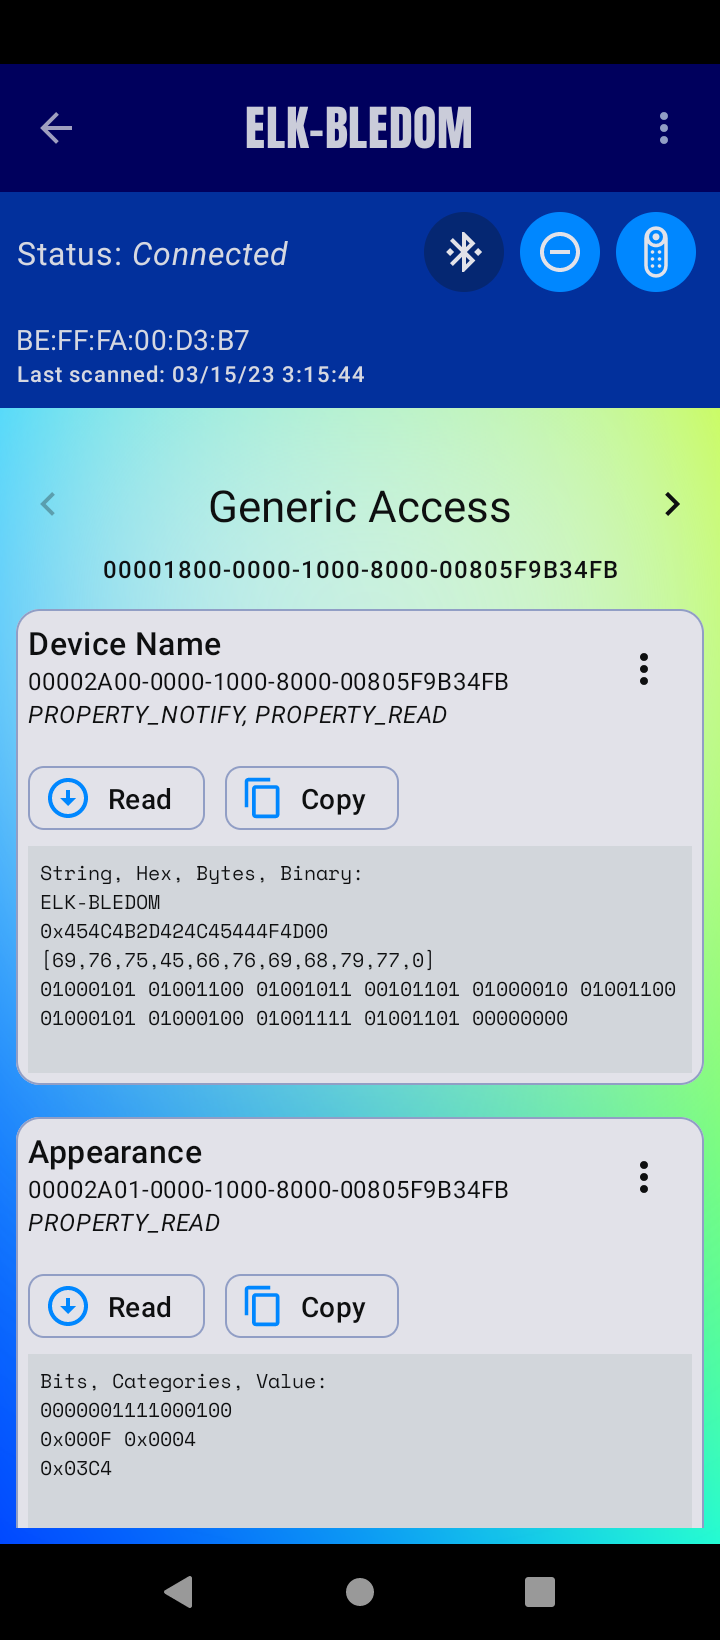 ELK-BLEDOM
Status: Connected
BE:FF:FA:00:D3:B7
Last scanned: 03/15/23 3:15:44
Generic Access
00001800-0000-1000-8000-00805F9B34FB
Device Name
00002A00-0000-1000-8000-00805F9B34FB
PROPERTY_NOTIFY, PROPERTY_READ
Read Copy
String, Hex, Bytes, Binary:
ELK-BLEDOM
0x454C4B2D424C45444F4D00
[69,76,75,45,66,76,69,68,79,77,0]
01000101 01001100 01001011 00101101 01000010 01001100
01000101 01000100 01001111 01001101 00000000
Appearance
00002A01-0000-1000-8000-00805F9B34FB
PROPERTY_READ
Read Copy
Bits, Categories, Value:
0000001111000100
0x000F 0x0004
0x03C4